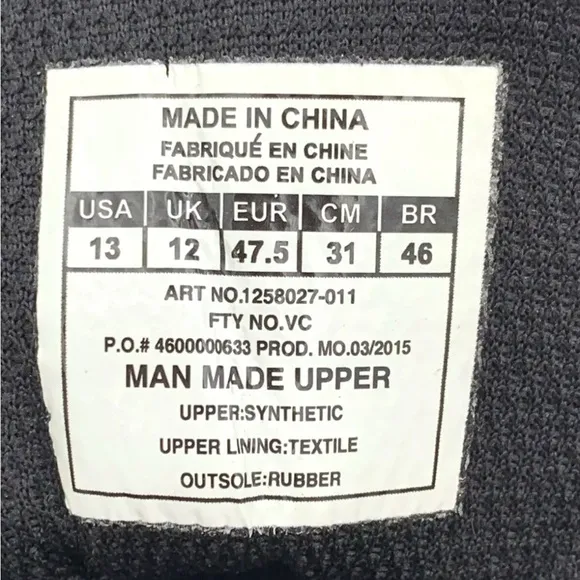 MADE IN CHINA
FABRIQUÉ EN CHINE
FABRICADO EN CHINA
USA UK EUR CM BR
13 12 47.5 31 46
ART NO.1258027-011
FTY NO.VC
P.O.# 4600000633 PROD. MO.03/2015
MAN MADE UPPER
UPPER:SYNTHETIC
UPPER LINING:TEXTILE
OUTSOLE:RUBBER